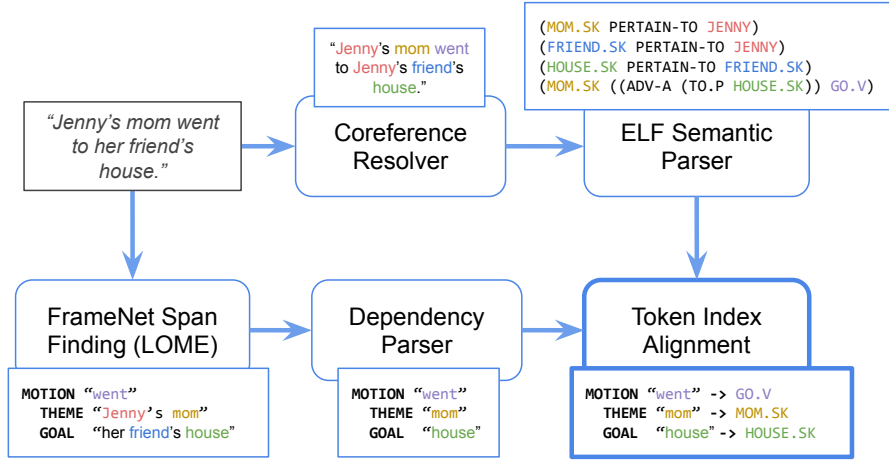 "Jenny's mom went
to her friend's
house."
"Jenny's mom went
to Jenny's friend's
house."
Coreference
Resolver
(MOM.SK PERTAIN-TO JENNY)
(FRIEND.SK PERTAIN-TO JENNY)
(HOUSE.SK PERTAIN-TO FRIEND.SK)
(MOM.SK ((ADV-A (TO.P HOUSE.SK)) GO.V)
ELF Semantic
Parser
FrameNet Span
Finding (LOME)
MOTION "went"
THEME "Jenny's mom"
GOAL "her friend's house"
Dependency
Parser
MOTION "went"
THEME "mom"
GOAL "house"
Token Index
Alignment
MOTION "went" -> GO.V
THEME "mom" -> MOM.SK
GOAL "house" -> HOUSE.SK